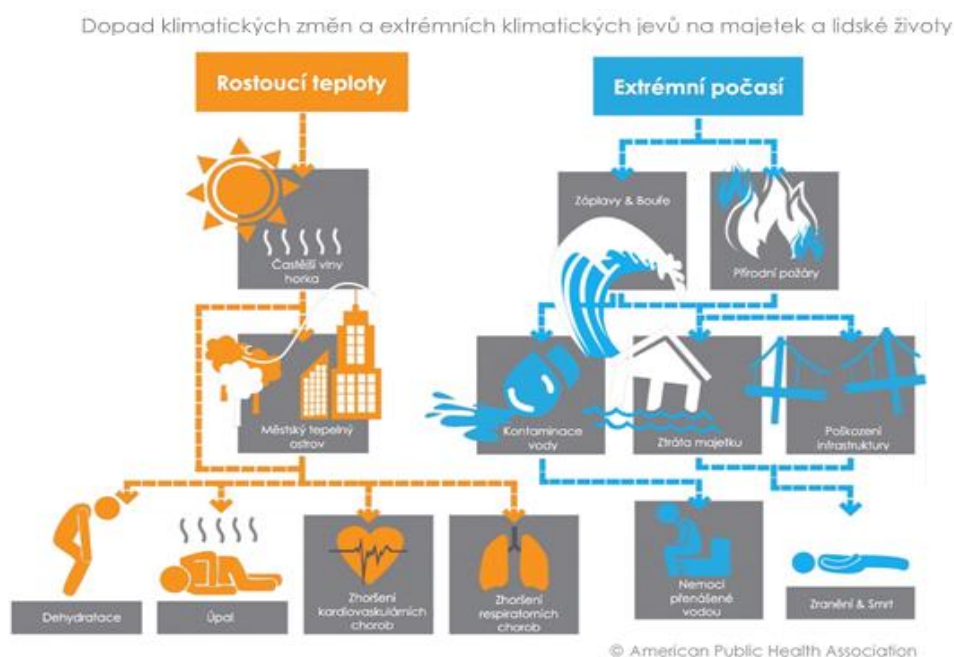 Dopad klimatických změn a extrémních klimatických jevů na majetek a lidské životy
Rostoucí teploty
Extrémní počasí
Častější vlny
horka
Záplavy & Bouře
Přírodní požáry
Městský tepelný
ostrov
Kontaminace
vody
Ztráta majetku
Poškození
infrastruktury
Dehydratace
Úpal
Zhoršení
kardiovaskulárních
chorob
Zhoršení
respiratorních
chorob
Nemoci
přenášené
vodou
Zranění & Smrt
© American Public Health Association